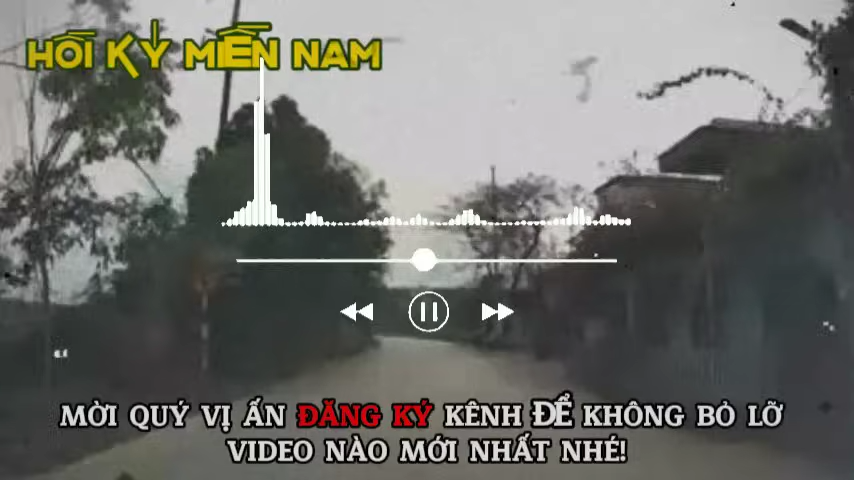 HỒI KÝ MIỀN NAM
MỜI QUÝ VỊ ẤN ĐĂNG KÝ KÊNH ĐỂ KHÔNG BỎ LỠ
VIDEO NÀO MỚI NHẤT NHÉ!